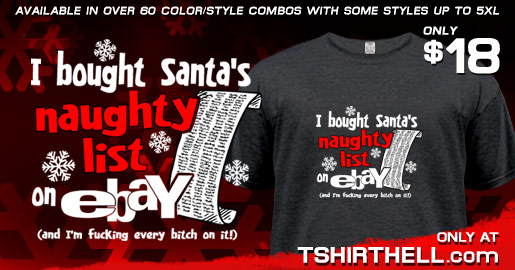 AVAILABLE IN OVER 60 COLOR/STYLE COMBOS WITH SOME STYLES UP TO 5XL
ONLY
$18
I bought Santa's
naughty
list
on ebay
(and I'm fucking every bitch on it!)
I bought Santa's
naughty
list
on ebay
(and I'm fucking every bitch on it!)
ONLY AT
TSHIRTHELL.com